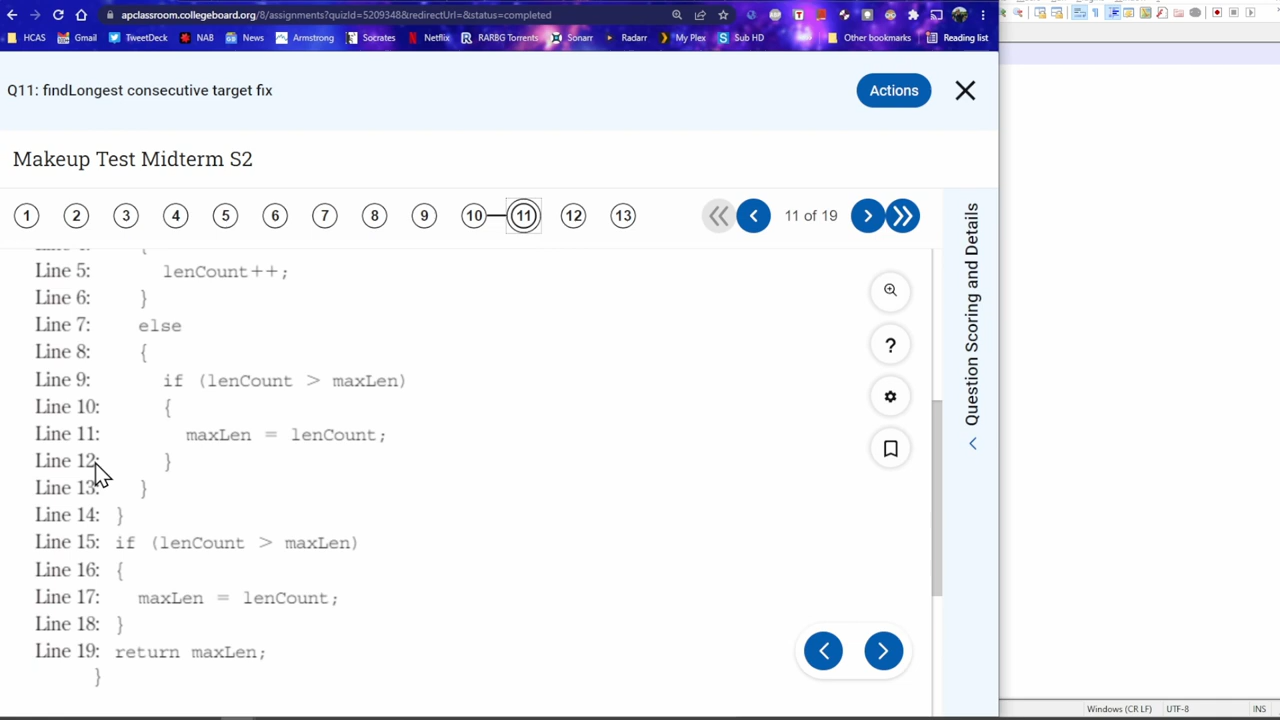 apclassroom.collegeboard.org/8/assignments?quizId=5209348&redirectUrl=&status=completed
HCAS Gmail TweetDeck NAB News Armstrong Socrates Netflix RARBG Torrents Sonarr Radarr My Plex Sub HD Other bookmarks Reading list
Q11: findLongest consecutive target fix
Actions
Makeup Test Midterm S2
1 2 3 4 5 6 7 8 9 10 11 12 13 11 of 19
Question Scoring and Details
Line 5: lenCount++;
Line 6: }
Line 7: else
Line 8: {
Line 9: if (lenCount > maxLen)
Line 10: {
Line 11: maxLen = lenCount;
Line 12: }
Line 13: }
Line 14: }
Line 15: if (lenCount > maxLen)
Line 16: {
Line 17: maxLen = lenCount;
Line 18: }
Line 19: return maxLen;
}
Windows (CR LF) UTF-8 INS